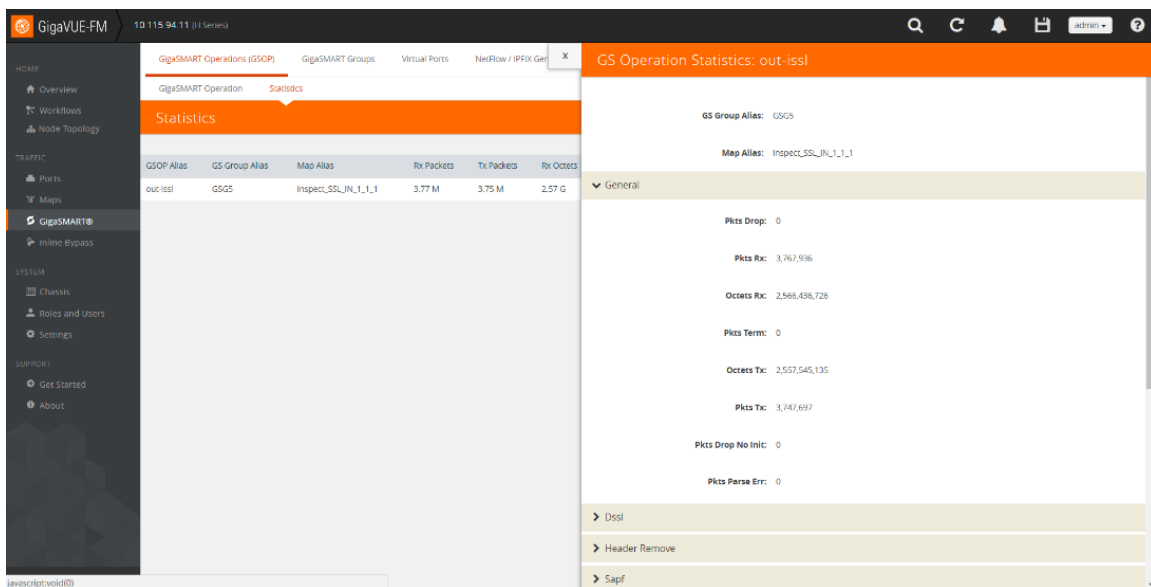 GigaVUE-FM
10.115.94.11 (H Series)
admin
HOME
Overview
Workflows
Node Topology
TRAFFIC
Ports
Maps
GigaSMART®
Inline Bypass
SYSTEM
Chassis
Roles and Users
Settings
SUPPORT
Get Started
About
javascript:void(0)
GigaSMART Operations (GSOP) GigaSMART Groups Virtual Ports NetFlow / IPFIX Ger
x
GigaSMART Operation Statistics
Statistics
GSOP Alias GS Group Alias Map Alias Rx Packets Tx Packets Rx Octets
out-issl GSG5 Inspect_SSL_IN_1_1_1 3.77 M 3.75 M 2.57 G
GS Operation Statistics: out-issl
GS Group Alias: GSG5
Map Alias: Inspect_SSL_IN_1_1_1
General
Pkts Drop: 0
Pkts Rx: 3,767,936
Octets Rx: 2,566,436,726
Pkts Term: 0
Octets Tx: 2,557,545,135
Pkts Tx: 3,747,697
Pkts Drop No Init: 0
Pkts Parse Err: 0
Dssl
Header Remove
Sapf